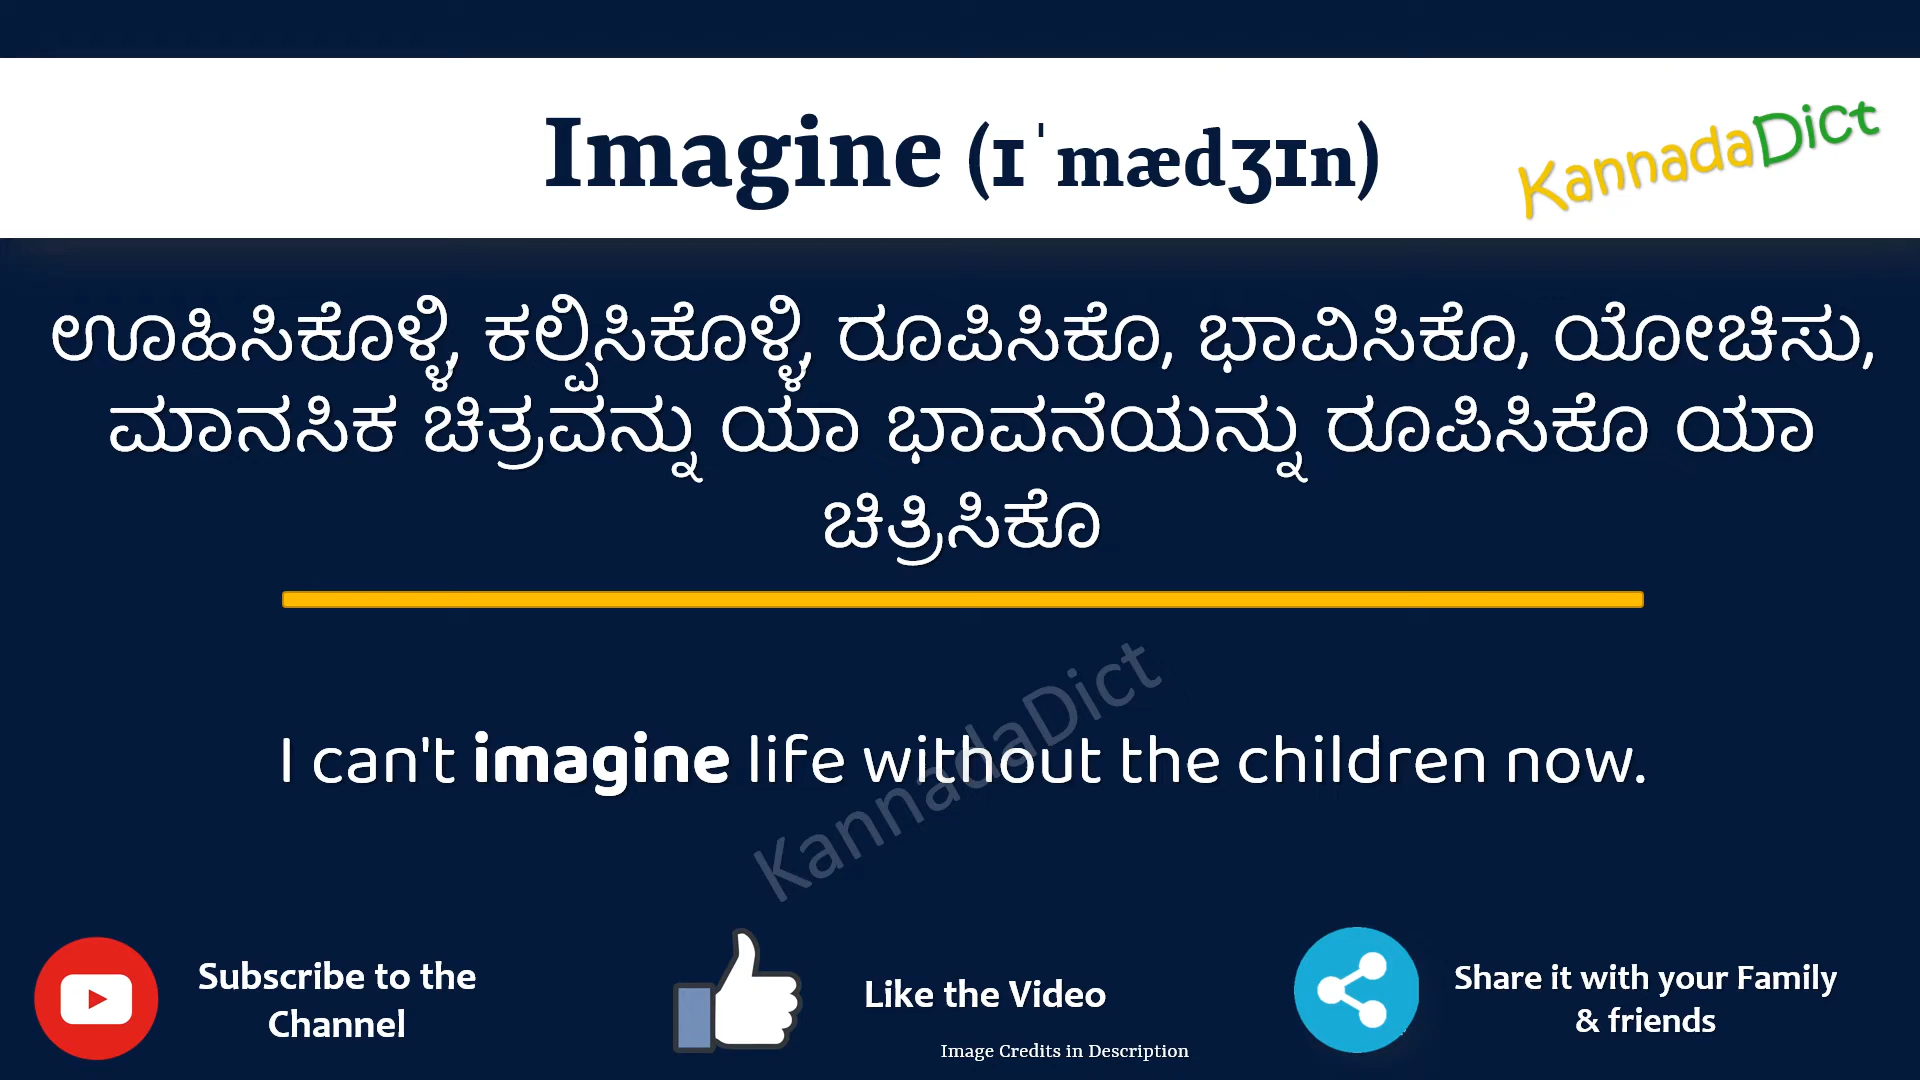 Imagine (ɪˈmædʒɪn)
KannadaDict
ಊಹಿಸಿಕೊಳ್ಳಿ, ಕಲ್ಪಿಸಿಕೊಳ್ಳಿ, ರೂಪಿಸಿಕೊ, ಭಾವಿಸಿಕೊ, ಯೋಚಿಸು,
ಮಾನಸಿಕ ಚಿತ್ರವನ್ನು ಯಾ ಭಾವನೆಯನ್ನು ರೂಪಿಸಿಕೊ ಯಾ
ಚಿತ್ರಿಸಿಕೊ
I can't imagine life without the children now.
KannadaDict
Subscribe to the
Channel
Like the Video
Share it with your Family
& friends
Image Credits in Description